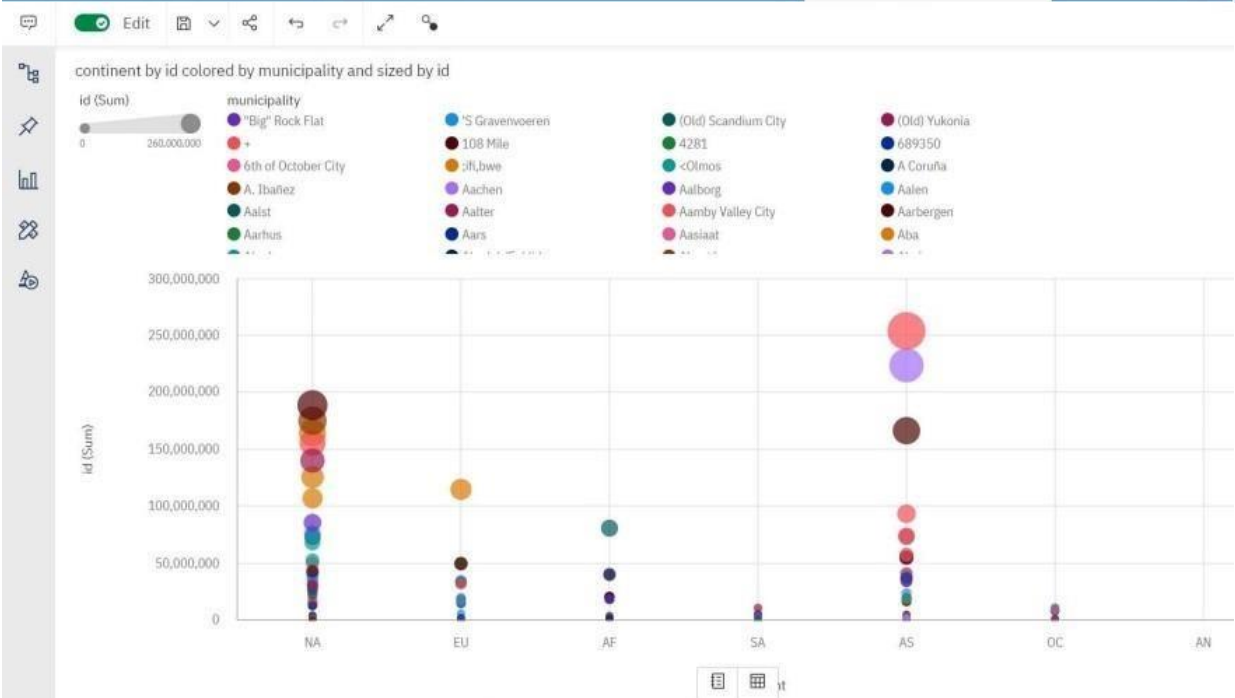 Edit
continent by id colored by municipality and sized by id
id (Sum)
0 260,000,000
municipality
"Big" Rock Flat 'S Gravenvoeren (Old) Scandium City (Old) Yukonia
+ 108 Mile 4281 689350
6th of October City ;ifi,bwe <Olmos A Coruña
A. Ibañez Aachen Aalborg Aalen
Aalst Aalter Aamby Valley City Aarbergen
Aarhus Aars Aasiaat Aba
300,000,000
250,000,000
200,000,000
150,000,000
100,000,000
50,000,000
0
id (Sum)
NA EU AF SA AS OC AN